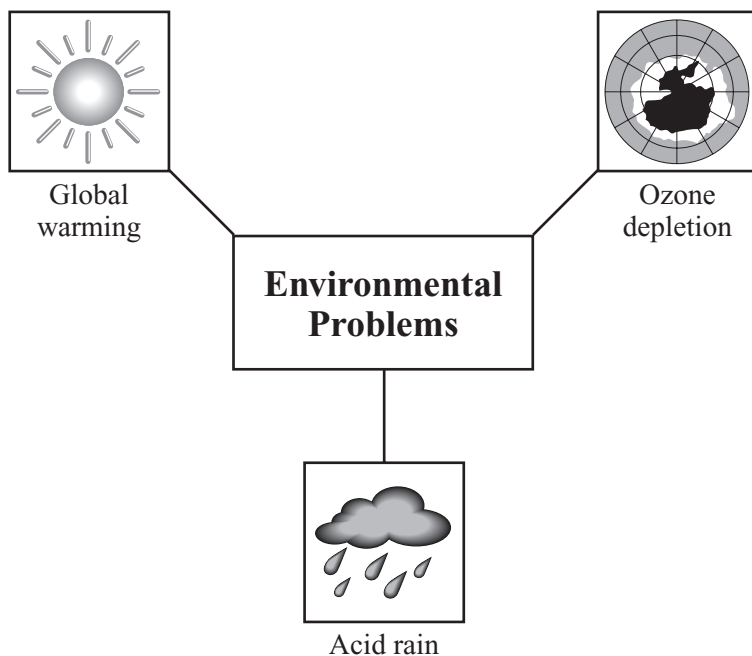 Global
warming
Ozone
depletion
Environmental
Problems
Acid rain